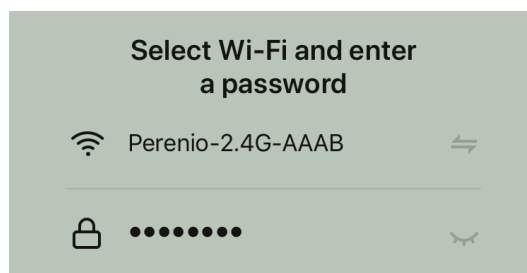 Select Wi-Fi and enter
a password
Perenio-2.4G-AAAB
••••••••